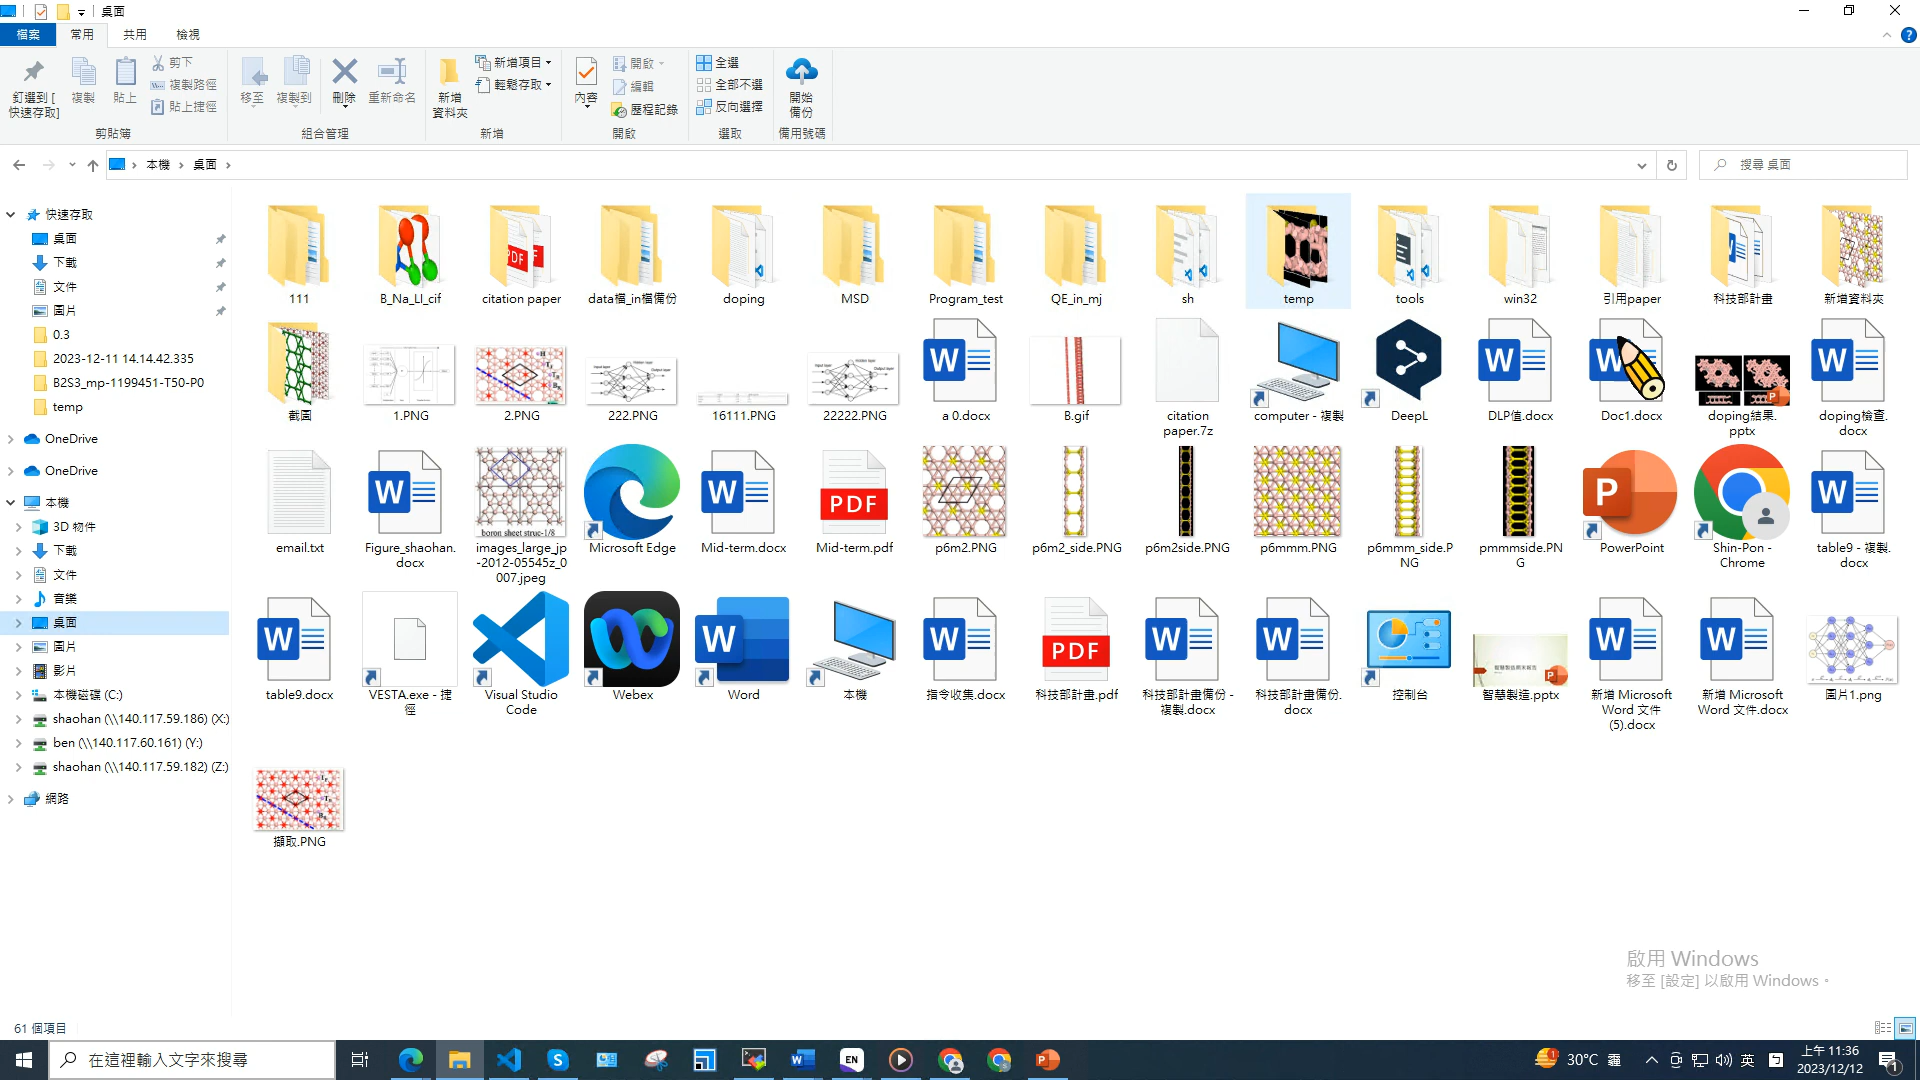 桌面
檔案 常用 共用 檢視
釘選到 [快速存取]
複製
貼上
剪下
複製路徑
貼上捷徑
剪貼簿
移至
複製到
刪除
重新命名
組合管理
新增
資料夾
新增項目
輕鬆存取
新增
內容
開啟
編輯
歷程記錄
開啟
全選
全部不選
反向選擇
選取
開始
備份
備用號碼
本機 桌面
搜尋 桌面
快速存取
桌面
下載
文件
圖片
0.3
2023-12-11 14.14.42.335
B2S3_mp-1199451-T50-P0
temp
OneDrive
OneDrive
本機
3D 物件
下載
文件
音樂
桌面
圖片
影片
本機磁碟 (C:)
shaohan (\\140.117.59.186) (X:)
ben (\\140.117.60.161) (Y:)
shaohan (\\140.117.59.182) (Z:)
網路
111
B_Na_LI_cif
citation paper
data檔_in檔備份
doping
MSD
Program_test
QE_in_mj
sh
temp
tools
win32
引用paper
科技部計畫
新增資料夾
截圖
1.PNG
2.PNG
222.PNG
16111.PNG
22222.PNG
a 0.docx
B.gif
citation
paper.7z
computer - 複製
DeepL
DLP值.docx
Doc1.docx
doping結果.
pptx
doping檢查.
docx
email.txt
Figure_shaohan.
docx
boron sheet struc-1/8
images_large_jp
-2012-05545z_0
007.jpeg
Microsoft Edge
Mid-term.docx
PDF
Mid-term.pdf
p6m2.PNG
p6m2_side.PNG
p6m2side.PNG
p6mmm.PNG
p6mmm_side.P
NG
pmmmside.PN
G
PowerPoint
Shin-Pon -
Chrome
table9 - 複製.
docx
table9.docx
VESTA.exe - 捷
徑
Visual Studio
Code
Webex
Word
本機
指令收集.docx
PDF
科技部計畫.pdf
科技部計畫備份 -
複製.docx
科技部計畫備份.
docx
控制台
智慧製造.pptx
新增 Microsoft
Word 文件
(5).docx
新增 Microsoft
Word 文件.docx
圖片1.png
擷取.PNG
啟用 Windows
移至 [設定] 以啟用 Windows。
61 個項目
在這裡輸入文字來搜尋
EN
30°C 霾
英
上午 11:36
2023/12/12
1